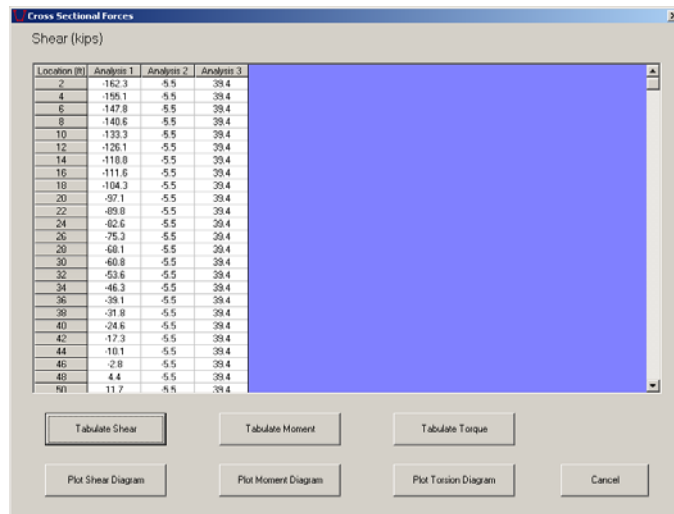 Cross Sectional Forces
Shear (kips)
Location (ft) Analysis 1 Analysis 2 Analysis 3
2 -162.3 -5.5 39.4
4 -155.1 -5.5 39.4
6 -147.8 -5.5 39.4
8 -140.6 -5.5 39.4
10 -133.3 -5.5 39.4
12 -126.1 -5.5 39.4
14 -118.8 -5.5 39.4
16 -111.6 -5.5 39.4
18 -104.3 -5.5 39.4
20 -97.1 -5.5 39.4
22 -89.8 -5.5 39.4
24 -82.6 -5.5 39.4
26 -75.3 -5.5 39.4
28 -68.1 -5.5 39.4
30 -60.8 -5.5 39.4
32 -53.6 -5.5 39.4
34 -46.3 -5.5 39.4
36 -39.1 -5.5 39.4
38 -31.8 -5.5 39.4
40 -24.6 -5.5 39.4
42 -17.3 -5.5 39.4
44 -10.1 -5.5 39.4
46 -2.8 -5.5 39.4
48 4.4 -5.5 39.4
50 11.7 -5.5 39.4
Tabulate Shear Tabulate Moment Tabulate Torque
Plot Shear Diagram Plot Moment Diagram Plot Torsion Diagram Cancel